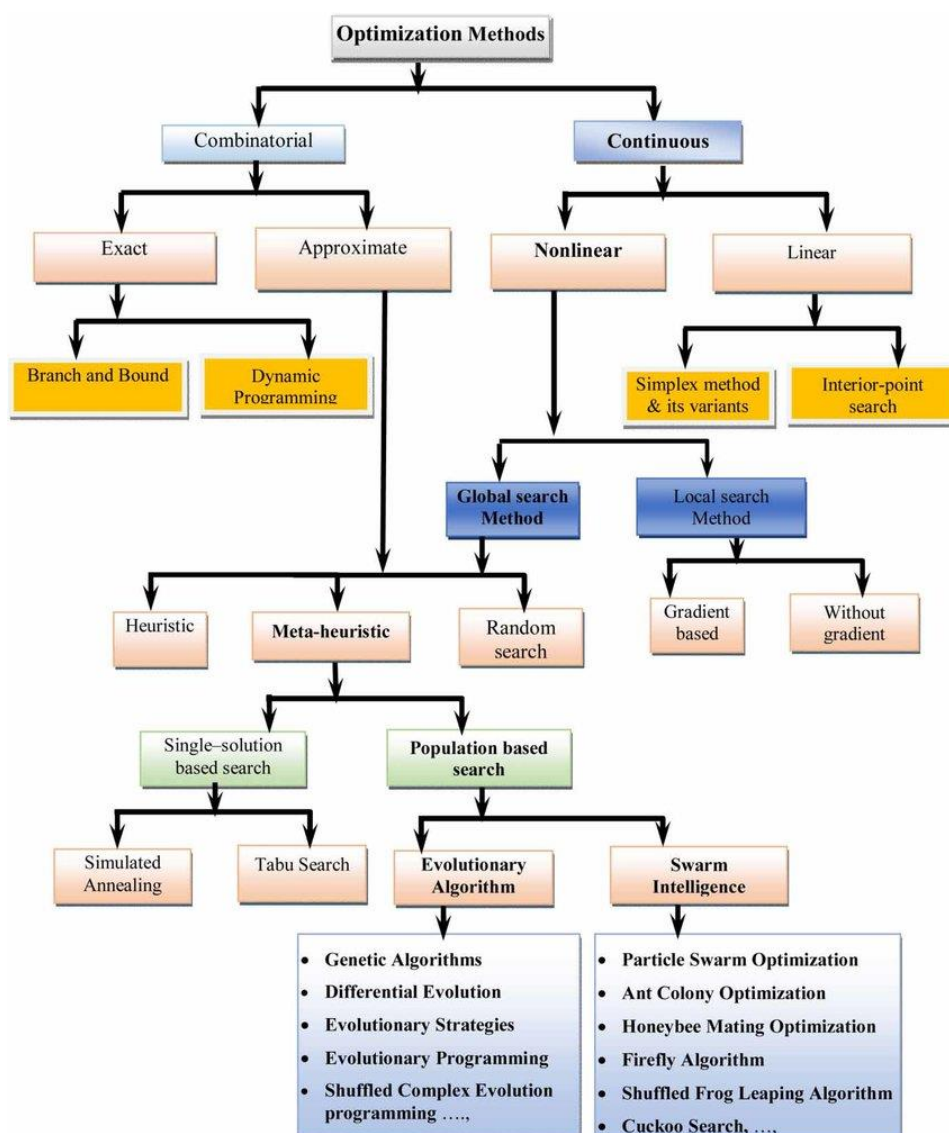 Optimization Methods
Combinatorial
Continuous
Exact
Approximate
Nonlinear
Linear
Branch and Bound
Dynamic
Programming
Simplex method
& its variants
Interior-point
search
Global search
Method
Local search
Method
Heuristic
Meta-heuristic
Random
search
Gradient
based
Without
gradient
Single–solution
based search
Population based
search
Simulated
Annealing
Tabu Search
Evolutionary
Algorithm
Swarm
Intelligence
• Genetic Algorithms
• Differential Evolution
• Evolutionary Strategies
• Evolutionary Programming
• Shuffled Complex Evolution
programming ….,
• Particle Swarm Optimization
• Ant Colony Optimization
• Honeybee Mating Optimization
• Firefly Algorithm
• Shuffled Frog Leaping Algorithm
• Cuckoo Search, …,